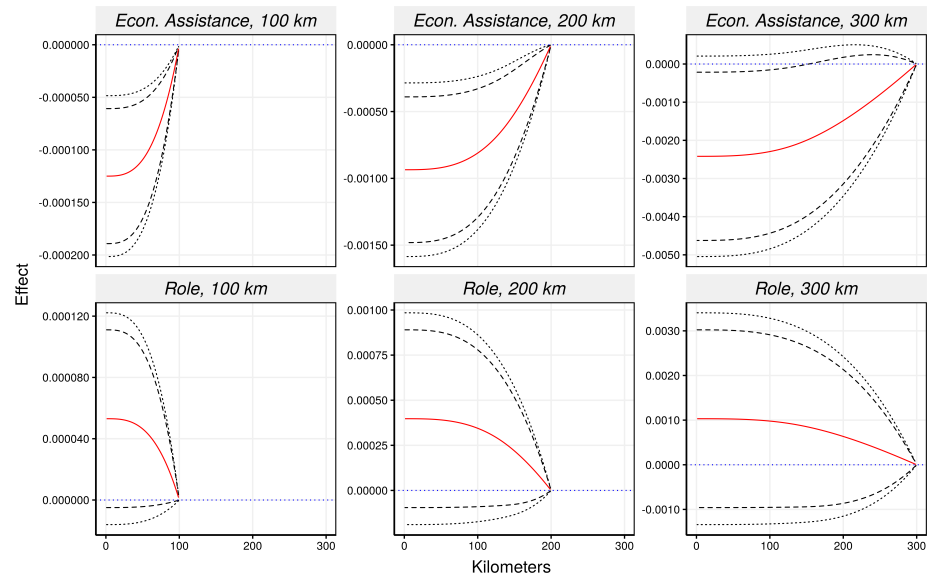 Econ. Assistance, 100 km
Econ. Assistance, 200 km
Econ. Assistance, 300 km
0.000000
-0.000050
-0.000100
-0.000150
-0.000200
0.00000
-0.00050
-0.00100
-0.00150
0.0000
-0.0010
-0.0020
-0.0030
-0.0040
-0.0050
Effect
Role, 100 km
Role, 200 km
Role, 300 km
0.000120
0.000080
0.000040
0.000000
0.00100
0.00075
0.00050
0.00025
0.00000
0.0030
0.0020
0.0010
0.0000
-0.0010
0 100 200 300
0 100 200 300
0 100 200 300
Kilometers